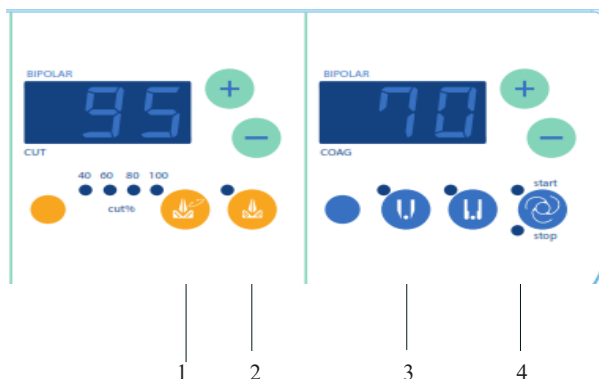 BIPOLAR
95
CUT
40 60 80 100
cut%
+
−
BIPOLAR
70
COAG
+
−
start
stop
1 2 3 4